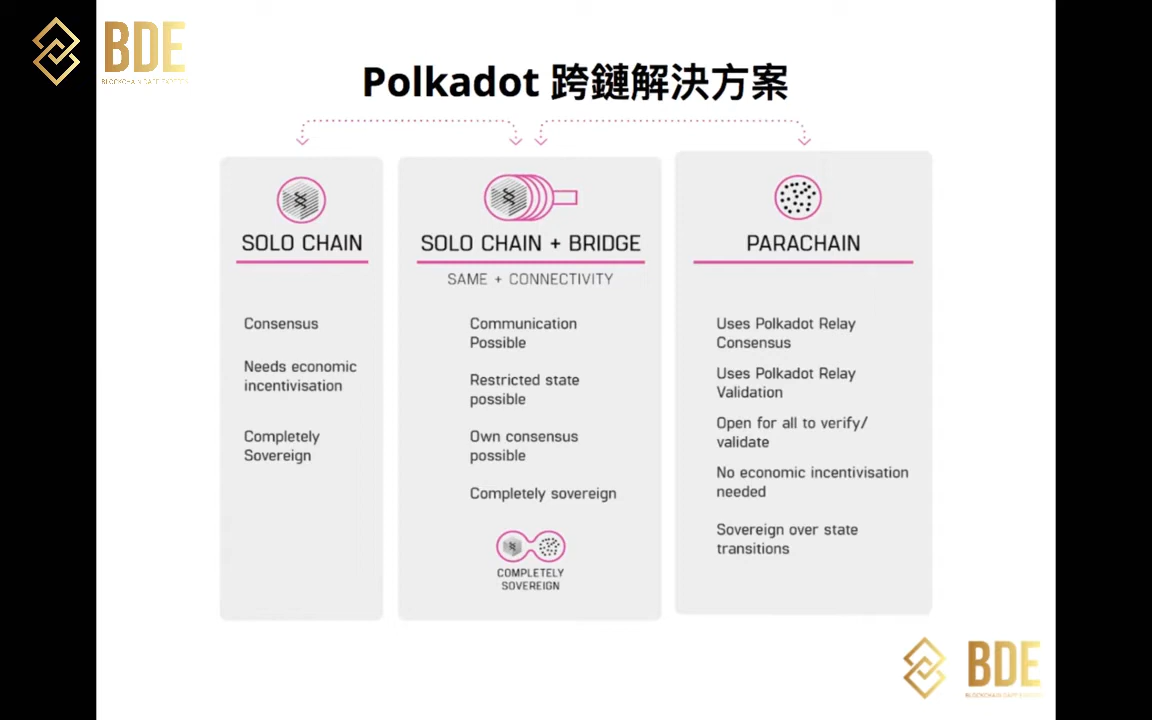 BDE
Polkadot 跨鏈解決方案
SOLO CHAIN
Consensus
Needs economic
incentivisation
Completely
Sovereign
SOLO CHAIN + BRIDGE
SAME + CONNECTIVITY
Communication
Possible
Restricted state
possible
Own consensus
possible
Completely sovereign
COMPLETELY
SOVEREIGN
PARACHAIN
Uses Polkadot Relay
Consensus
Uses Polkadot Relay
Validation
Open for all to verify/
validate
No economic incentivisation
needed
Sovereign over state
transitions
BDE